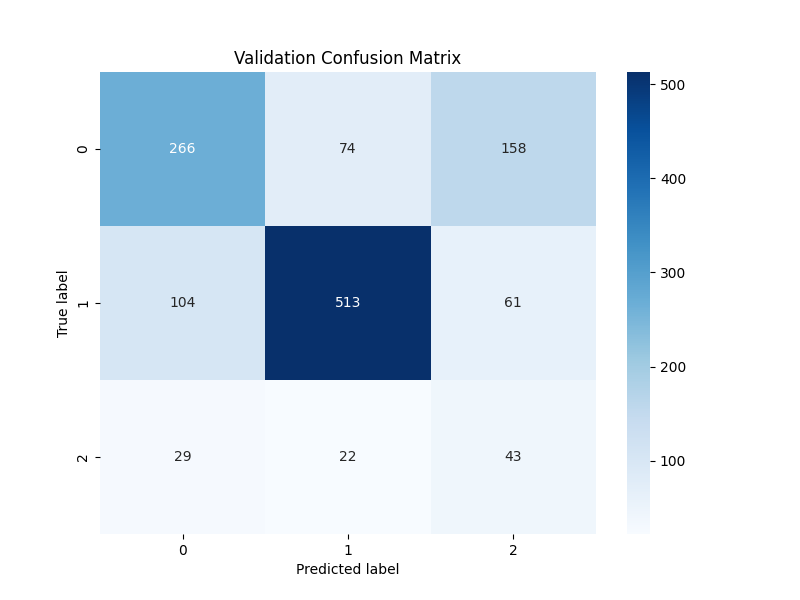 Validation Confusion Matrix
0 266 74 158
1 104 513 61
2 29 22 43
0 1 2
True label
Predicted label
500
400
300
200
100